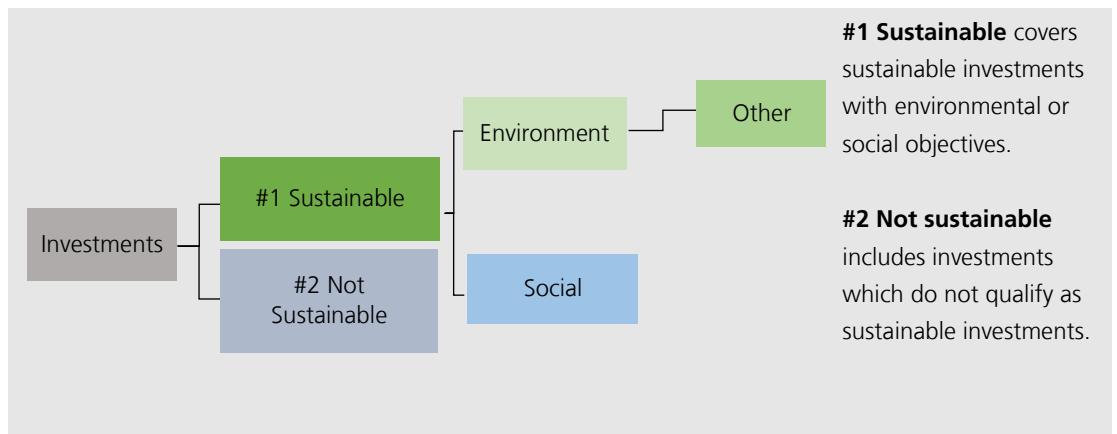 Investments
#1 Sustainable
#2 Not
Sustainable
Environment
Social
Other
#1 Sustainable covers
sustainable investments
with environmental or
social objectives.
#2 Not sustainable
includes investments
which do not qualify as
sustainable investments.